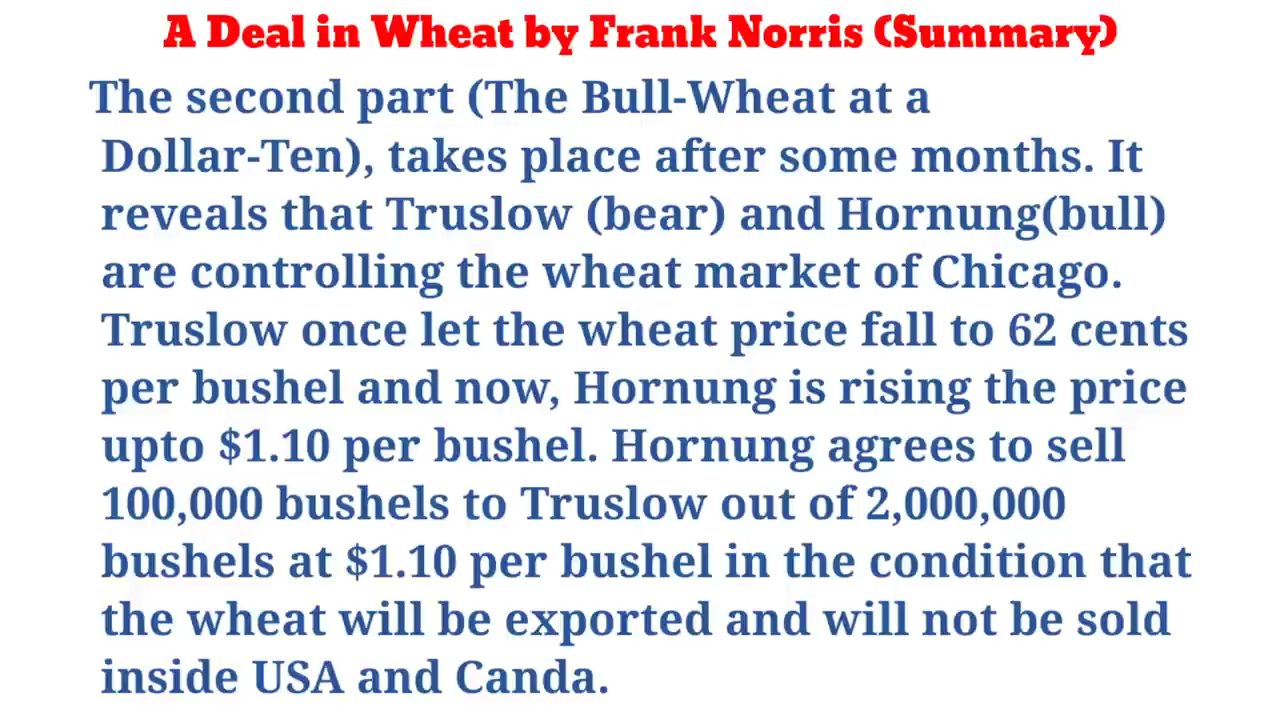 A Deal in Wheat by Frank Norris (Summary)
The second part (The Bull-Wheat at a
Dollar-Ten), takes place after some months. It
reveals that Truslow (bear) and Hornung(bull)
are controlling the wheat market of Chicago.
Truslow once let the wheat price fall to 62 cents
per bushel and now, Hornung is rising the price
upto $1.10 per bushel. Hornung agrees to sell
100,000 bushels to Truslow out of 2,000,000
bushels at $1.10 per bushel in the condition that
the wheat will be exported and will not be sold
inside USA and Canda.